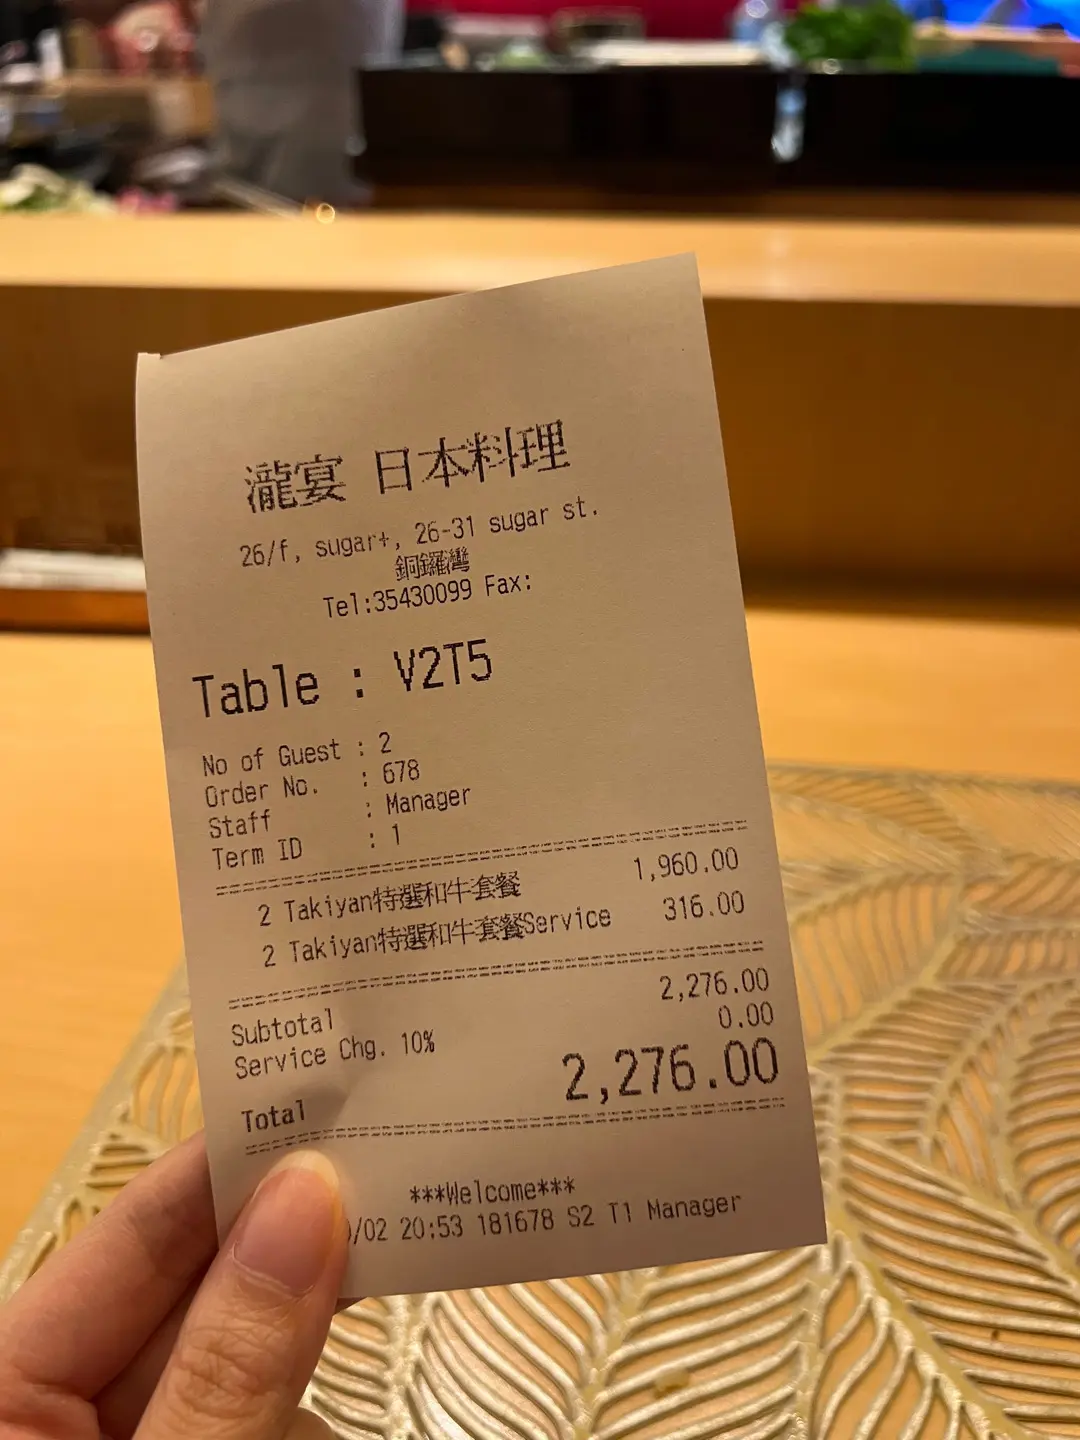 瀧宴 日本料理
26/f, sugar+, 26-31 sugar st.
銅鑼灣
Tel:35430099 Fax:
Table : V2T5
No of Guest : 2
Order No. : 678
Staff : Manager
Term ID : 1
2 Takiyan特選和牛套餐 1,960.00
2 Takiyan特選和牛套餐Service 316.00
Subtotal 2,276.00
Service Chg. 10% 0.00
Total 2,276.00
***Welcome***
/02 20:53 181678 S2 T1 Manager